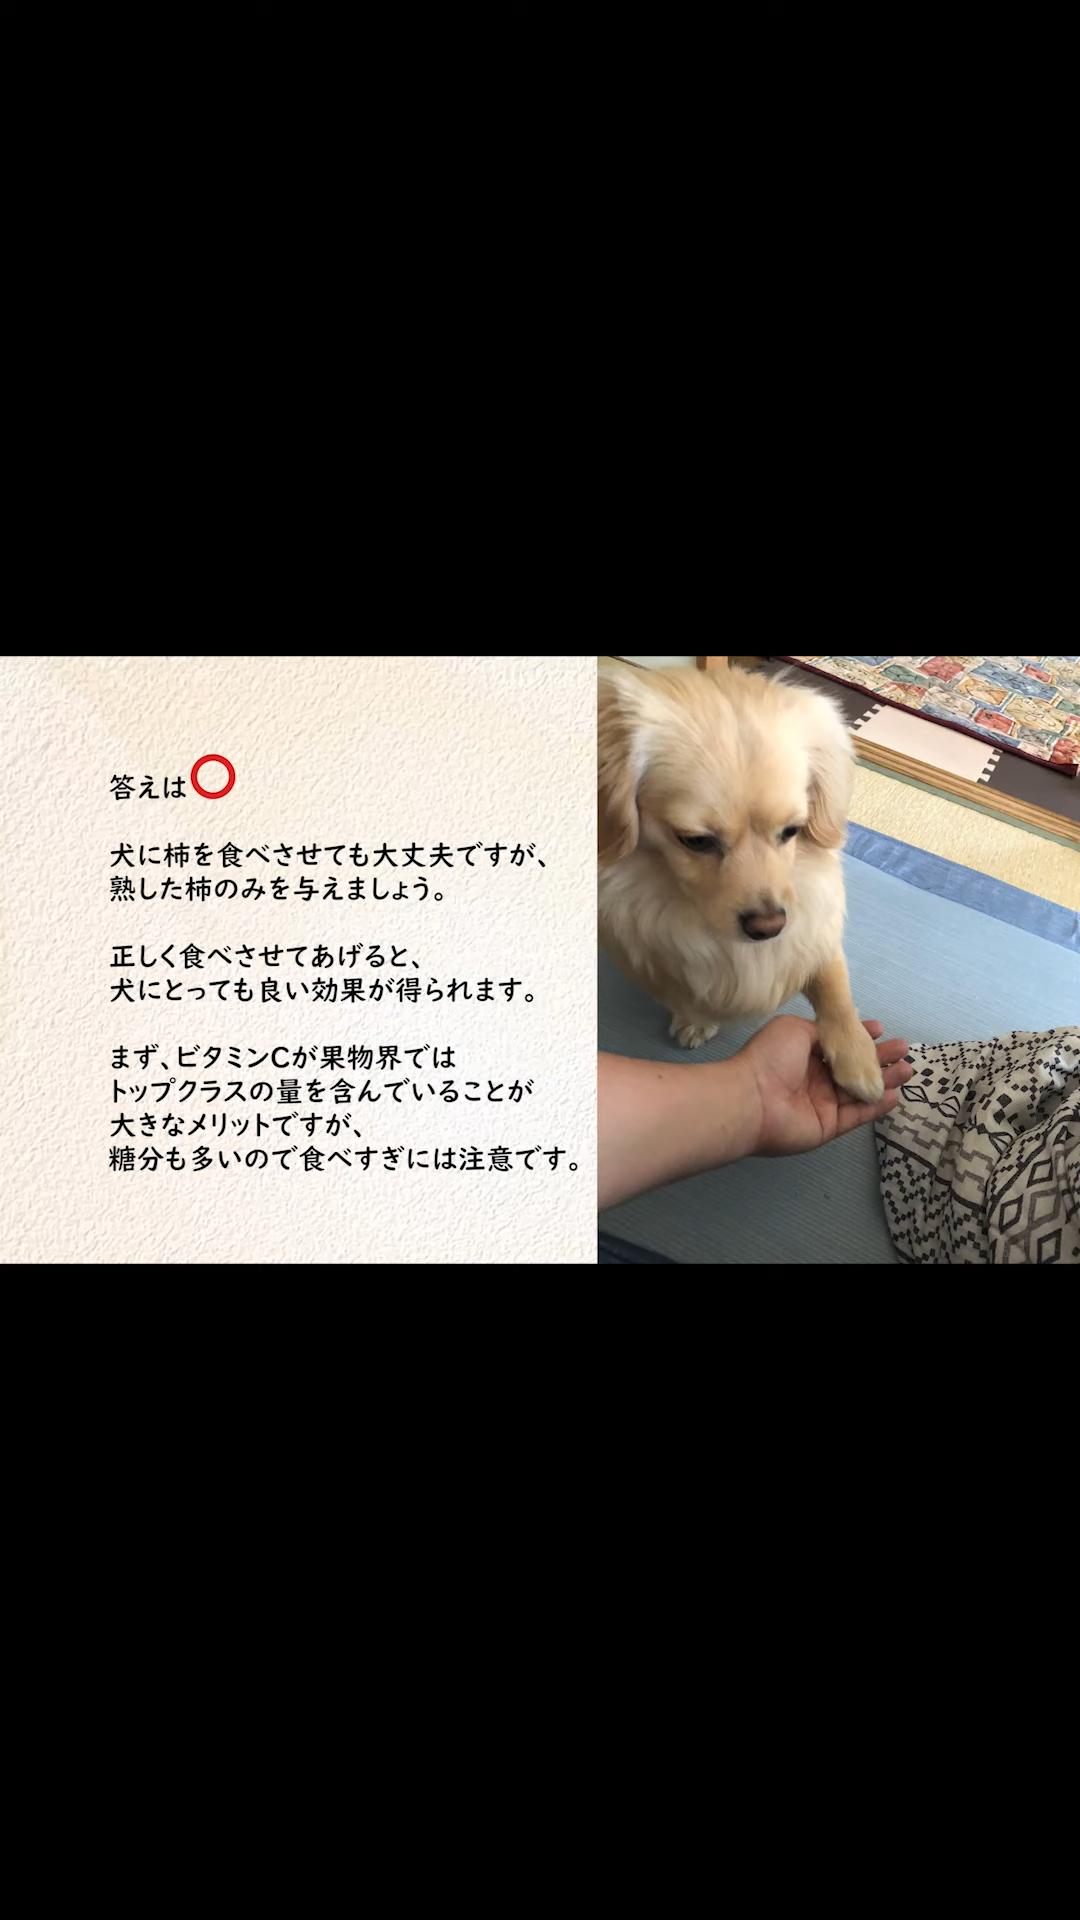 答えは⭕
犬に柿を食べさせても大丈夫ですが、
熟した柿のみを与えましょう。
正しく食べさせてあげると、
犬にとっても良い効果が得られます。
まず、ビタミンCが果物界では
トップクラスの量を含んでいることが
大きなメリットですが、
糖分も多いので食べすぎには注意です。